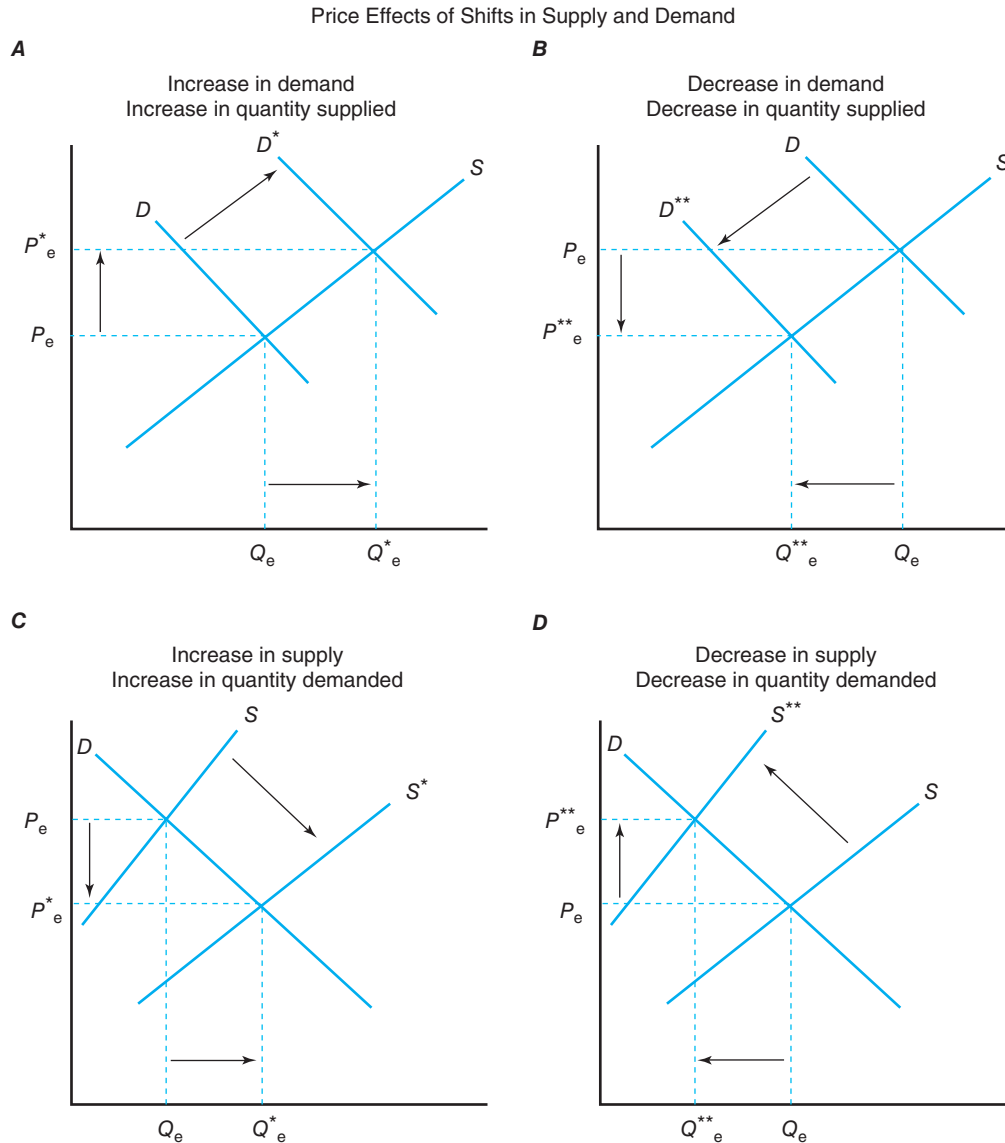 Price Effects of Shifts in Supply and Demand
A
Increase in demand
Increase in quantity supplied
D*
S
D
P*e
Pe
Qe
Q*e
B
Decrease in demand
Decrease in quantity supplied
D
S
D**
Pe
P**e
Q**e
Qe
C
Increase in supply
Increase in quantity demanded
S
D
S*
Pe
P*e
Qe
Q*e
D
Decrease in supply
Decrease in quantity demanded
S**
D
S
P**e
Pe
Q**e
Qe